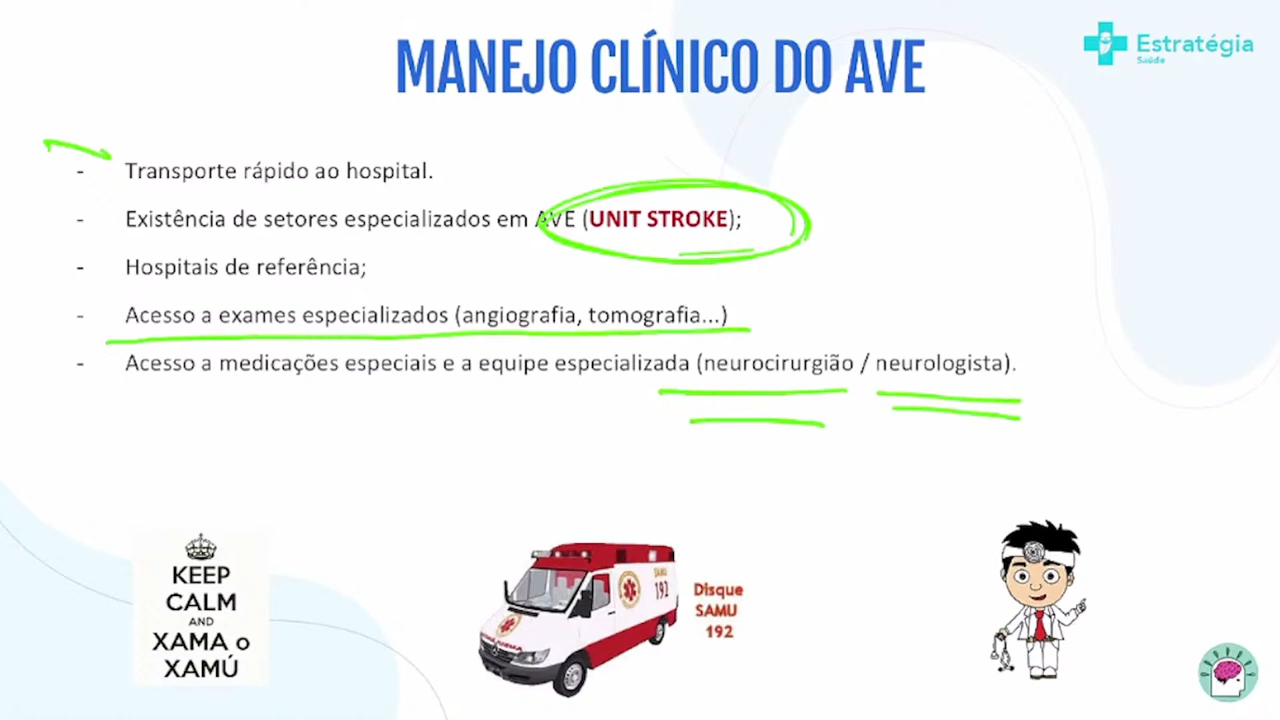 MANEJO CLÍNICO DO AVE
Estratégia
Saúde
- Transporte rápido ao hospital.
- Existência de setores especializados em AVE (UNIT STROKE);
- Hospitais de referência;
- Acesso a exames especializados (angiografia, tomografia...)
- Acesso a medicações especiais e a equipe especializada (neurocirurgião / neurologista).
KEEP
CALM
AND
XAMA o
XAMÚ
SAMU
192
Disque
SAMU
192